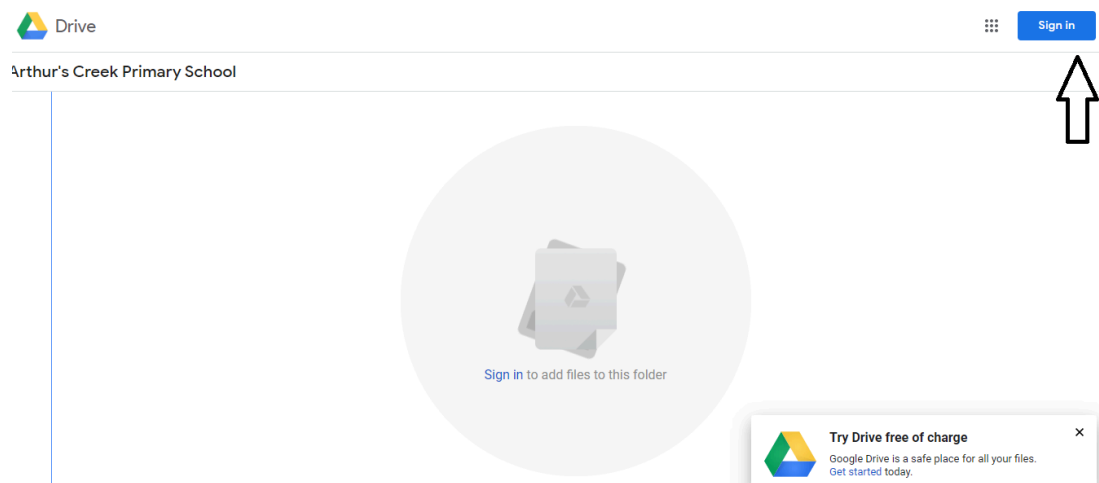 Drive
Sign in
Arthur's Creek Primary School
Sign in to add files to this folder
Try Drive free of charge
Google Drive is a safe place for all your files.
Get started today.